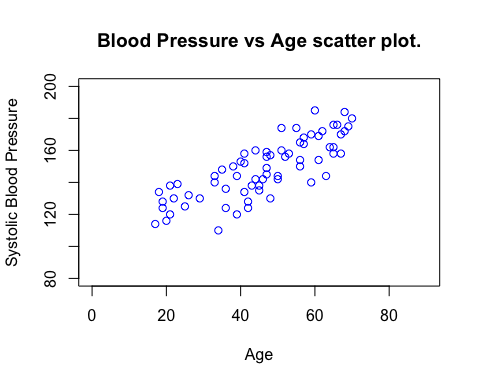 Blood Pressure vs Age scatter plot.
Systolic Blood Pressure
200
160
120
80
0 20 40 60 80
Age